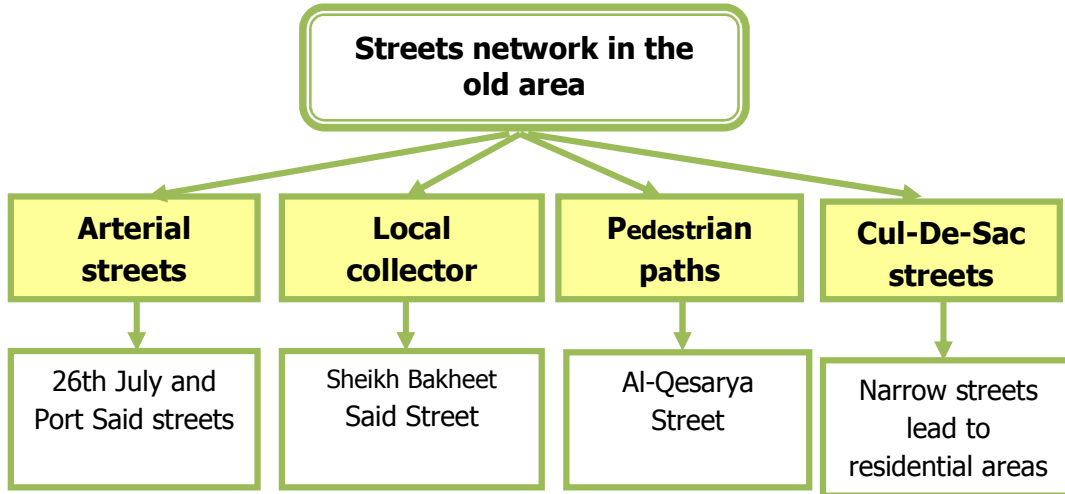 Streets network in the
old area
Arterial
streets
Local
collector
Pedestrian
paths
Cul-De-Sac
streets
26th July and
Port Said streets
Sheikh Bakheet
Said Street
Al-Qesarya
Street
Narrow streets
lead to
residential areas